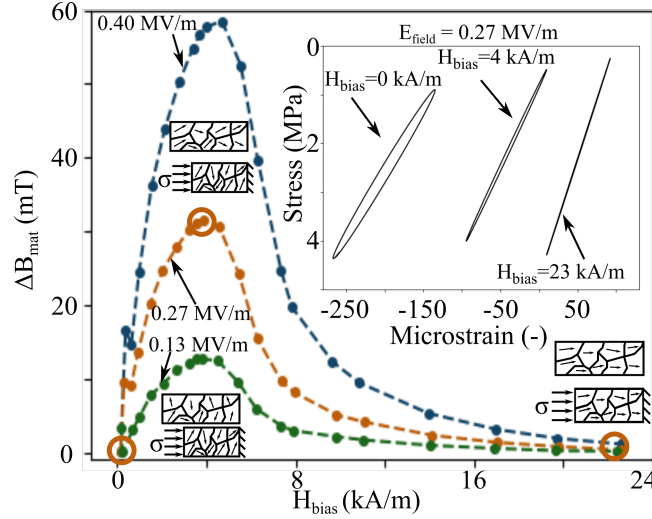 60
40
20
0
ΔB_mat (mT)
0
8
16
24
H_bias (kA/m)
0.40 MV/m
0.27 MV/m
0.13 MV/m
σ
σ
σ
E_field = 0.27 MV/m
H_bias=0 kA/m
H_bias=4 kA/m
H_bias=23 kA/m
0
2
4
Stress (MPa)
-250
-150
-50
50
Microstrain (-)